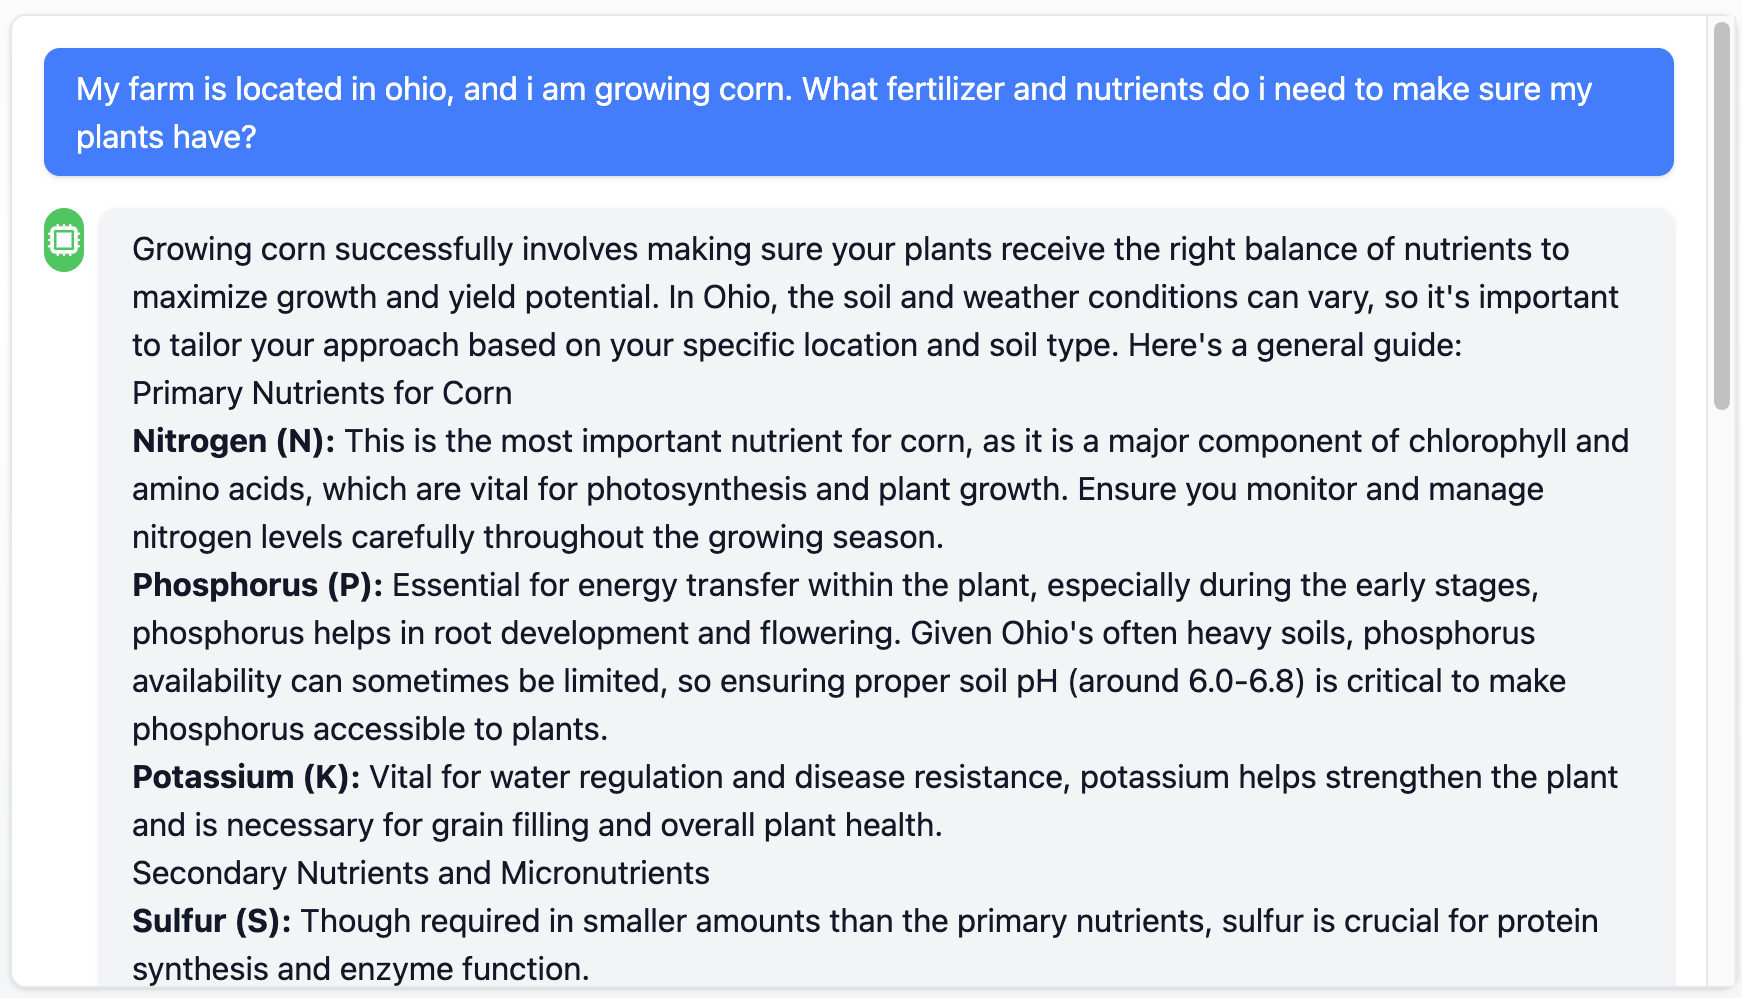 My farm is located in ohio, and i am growing corn. What fertilizer and nutrients do i need to make sure my
plants have?
Growing corn successfully involves making sure your plants receive the right balance of nutrients to
maximize growth and yield potential. In Ohio, the soil and weather conditions can vary, so it's important
to tailor your approach based on your specific location and soil type. Here's a general guide:
Primary Nutrients for Corn
Nitrogen (N): This is the most important nutrient for corn, as it is a major component of chlorophyll and
amino acids, which are vital for photosynthesis and plant growth. Ensure you monitor and manage
nitrogen levels carefully throughout the growing season.
Phosphorus (P): Essential for energy transfer within the plant, especially during the early stages,
phosphorus helps in root development and flowering. Given Ohio's often heavy soils, phosphorus
availability can sometimes be limited, so ensuring proper soil pH (around 6.0-6.8) is critical to make
phosphorus accessible to plants.
Potassium (K): Vital for water regulation and disease resistance, potassium helps strengthen the plant
and is necessary for grain filling and overall plant health.
Secondary Nutrients and Micronutrients
Sulfur (S): Though required in smaller amounts than the primary nutrients, sulfur is crucial for protein
synthesis and enzyme function.